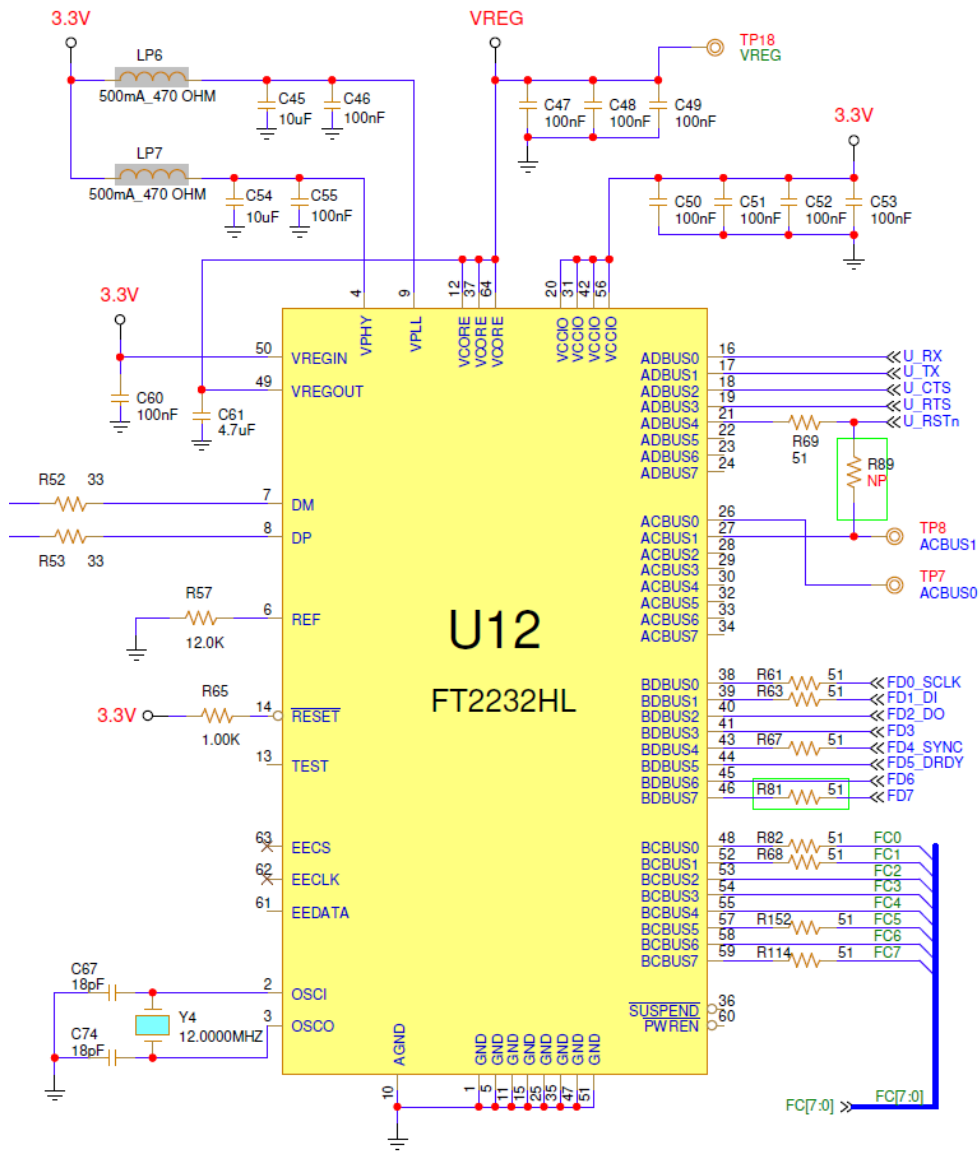 3.3V
VREG
LP6
500mA_470 OHM
C45
10uF
C46
100nF
C47
100nF
C48
100nF
C49
100nF
TP18
VREG
LP7
500mA_470 OHM
C54
10uF
C55
100nF
3.3V
C50
100nF
C51
100nF
C52
100nF
C53
100nF
3.3V
C60
100nF
C61
4.7uF
4
9
12
37
64
20
31
42
56
VPHY
VPLL
VCORE
VCORE
VCORE
VCCIO
VCCIO
VCCIO
VCCIO
50
VREGIN
49
VREGOUT
R52 33
7
DM
R53 33
8
DP
R57
12.0K
6
REF
R65
3.3V
1.00K
14
RESET
13
TEST
63
EECS
62
EECLK
61
EEDATA
C67
18pF
2
OSCI
Y4
12.0000MHZ
C74
18pF
3
OSCO
U12
FT2232HL
ADBUS0 16 U_RX
ADBUS1 17 U_TX
ADBUS2 18 U_CTS
ADBUS3 19 U_RTS
ADBUS4 21 U_RSTn
R69
51
ADBUS5 22
ADBUS6 23
ADBUS7 24
R89
NP
ACBUS0 26
ACBUS1 27
ACBUS2 28
ACBUS3 29
ACBUS4 30
ACBUS5 32
ACBUS6 33
ACBUS7 34
TP8
ACBUS1
TP7
ACBUS0
BDBUS0 38 R61 51 FD0_SCLK
BDBUS1 39 R63 51 FD1_DI
BDBUS2 40 FD2_DO
BDBUS3 41 FD3
BDBUS4 43 R67 51 FD4_SYNC
BDBUS5 44 FD5_DRDY
BDBUS6 45 FD6
BDBUS7 46 R81 51 FD7
BCBUS0 48 R82 51 FC0
BCBUS1 52 R68 51 FC1
BCBUS2 53 FC2
BCBUS3 54 FC3
BCBUS4 55 FC4
BCBUS5 57 R152 51 FC5
BCBUS6 58 FC6
BCBUS7 59 R114 51 FC7
SUSPEND 36
PWREN 60
AGND
GND
GND
GND
GND
GND
GND
GND
GND
10
1
5
11
15
25
35
47
51
FC[7:0]
FC[7:0]